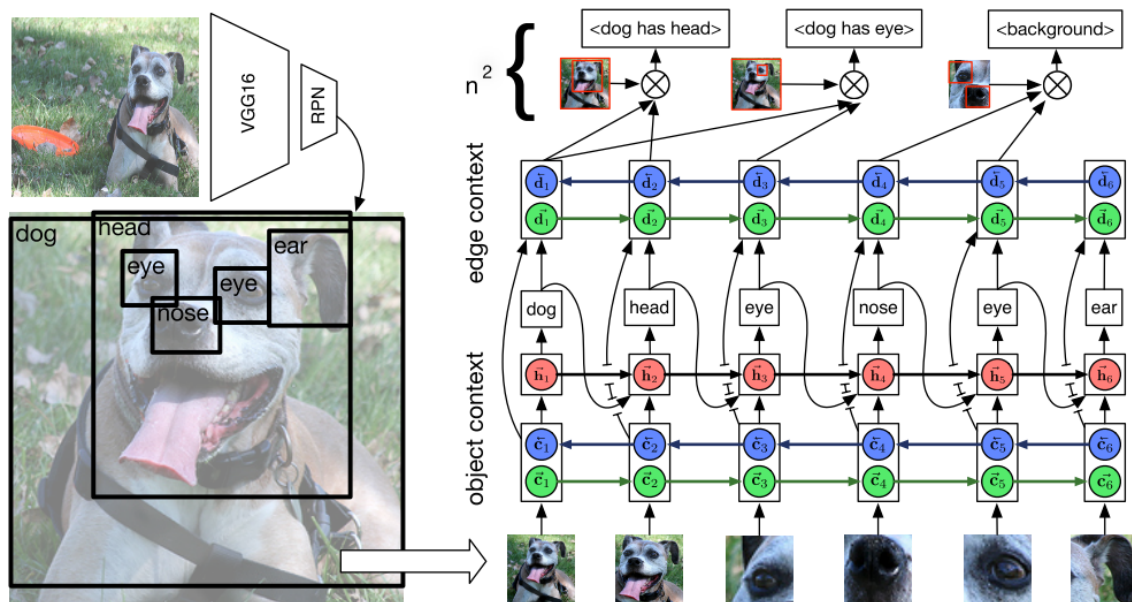 VGG16
RPN
dog
head
ear
eye
eye
nose
n²
{
<dog has head>
<dog has eye>
<background>
edge context
d⃖₁ d⃖₂ d⃖₃ d⃖₄ d⃖₅ d⃖₆
d⃗₁ d⃗₂ d⃗₃ d⃗₄ d⃗₅ d⃗₆
dog head eye nose eye ear
object context
h⃗₁ h⃗₂ h⃗₃ h⃗₄ h⃗₅ h⃗₆
c⃖₁ c⃖₂ c⃖₃ c⃖₄ c⃖₅ c⃖₆
c⃗₁ c⃗₂ c⃗₃ c⃗₄ c⃗₅ c⃗₆